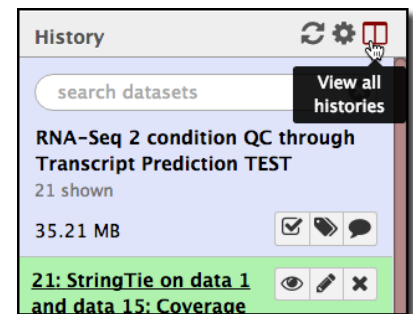 History
View all
histories
search datasets
RNA-Seq 2 condition QC through
Transcript Prediction TEST
21 shown
35.21 MB
21: StringTie on data 1
and data 15: Coverage